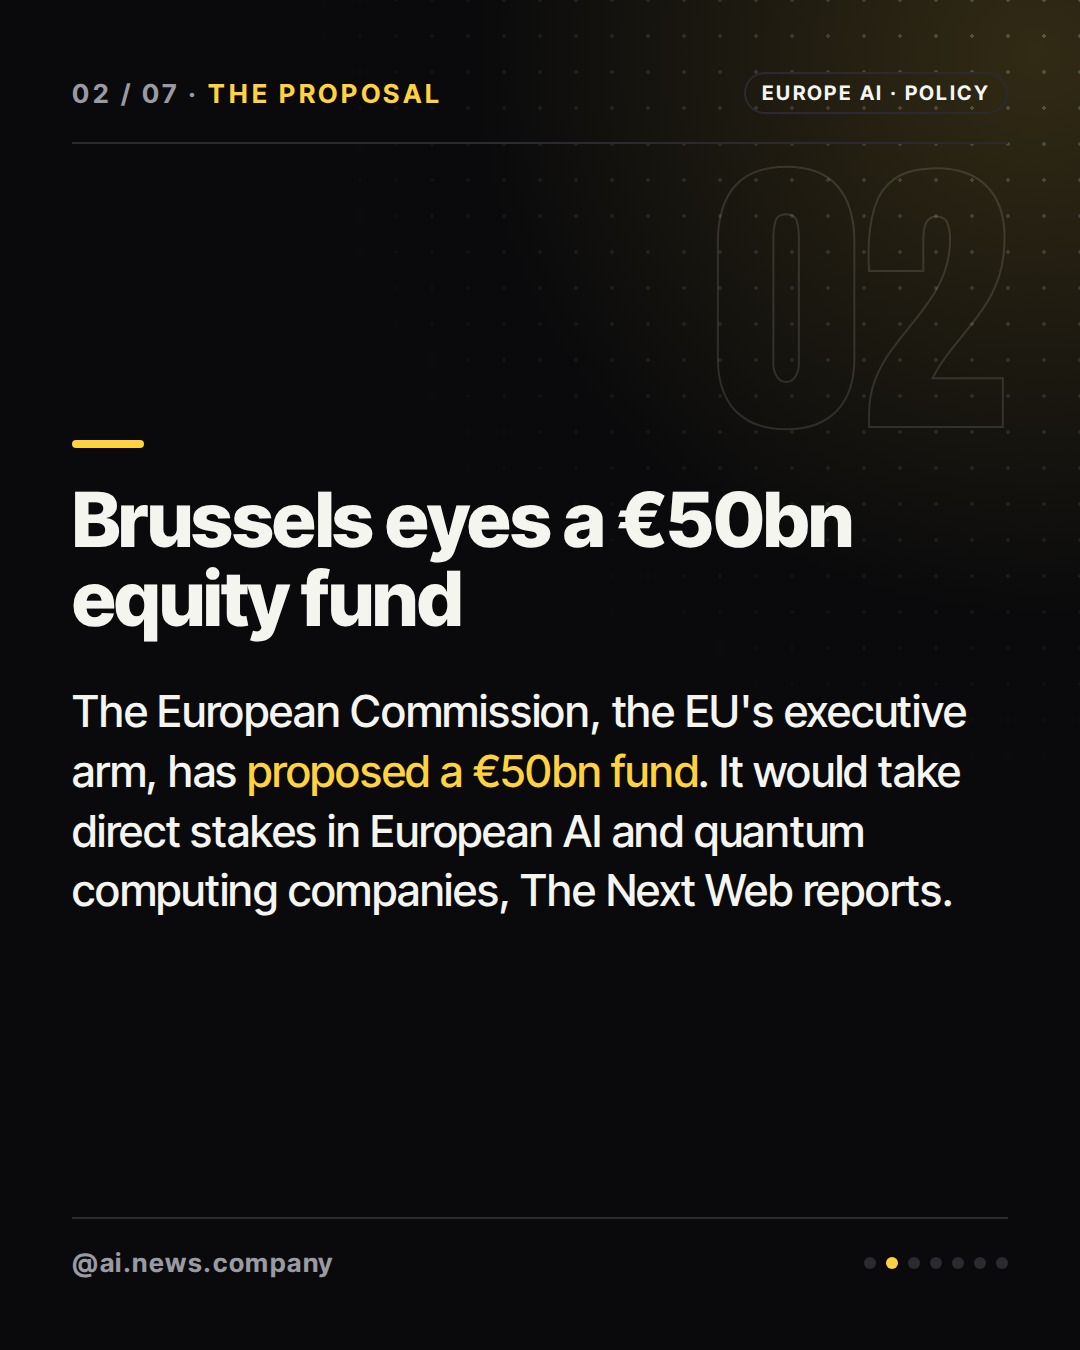 02 / 07 · THE PROPOSAL
EUROPE AI · POLICY
02
Brussels eyes a €50bn
equity fund
The European Commission, the EU's executive
arm, has proposed a €50bn fund. It would take
direct stakes in European AI and quantum
computing companies, The Next Web reports.
@ai.news.company